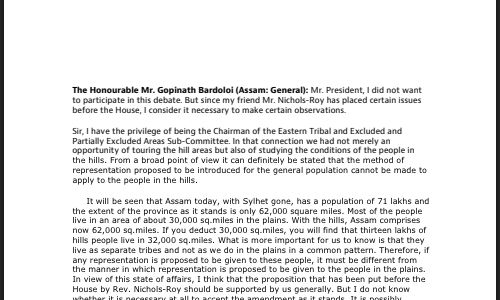 The Honourable Mr. Gopinath Bardoloi (Assam: General): Mr. President, I did not want
to participate in this debate. But since my friend Mr. Nichols-Roy has placed certain issues
before the House, I consider it necessary to make certain observations.
Sir, I have the privilege of being the Chairman of the Eastern Tribal and Excluded and
Partially Excluded Areas Sub-Committee. In that connection we had not merely an
opportunity of touring the hill areas but also of studying the conditions of the people in
the hills. From a broad point of view it can definitely be stated that the method of
representation proposed to be introduced for the general population cannot be made to
apply to the people in the hills.
It will be seen that Assam today, with Sylhet gone, has a population of 71 lakhs and
the extent of the province as it stands is only 62,000 square miles. Most of the people
live in an area of about 30,000 sq.miles in the plains. With the hills, Assam comprises
now 62,000 sq.miles. If you deduct 30,000 sq.miles, you will find that thirteen lakhs of
hills people live in 32,000 sq.miles. What is more important for us to know is that they
live as separate tribes and not as we do in the plains in a common pattern. Therefore, if
any representation is proposed to be given to these people, it must be different from
the manner in which representation is proposed to be given to the people in the plains.
In view of this state of affairs, I think that the proposition that has been put before the
House by Rev. Nichols-Roy should be supported by us generally. But I do not know
whether it is necessary at all to accept the amendment as it stands. It is possibly